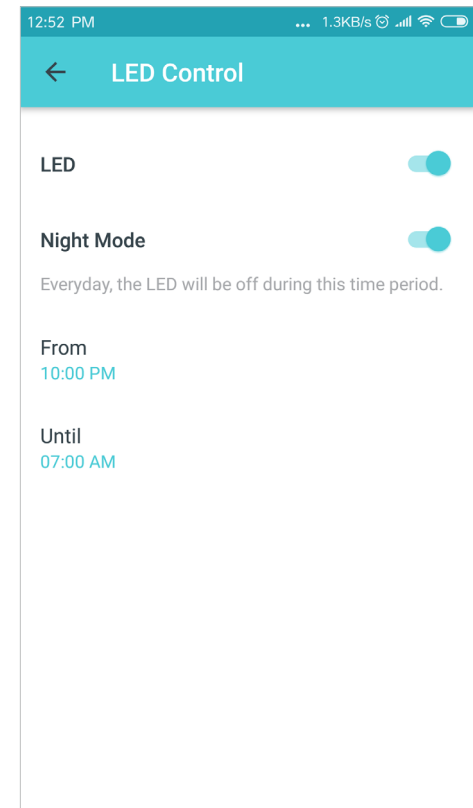 12:52 PM ... 1.3KB/s
LED Control
LED
Night Mode
Everyday, the LED will be off during this time period.
From
10:00 PM
Until
07:00 AM